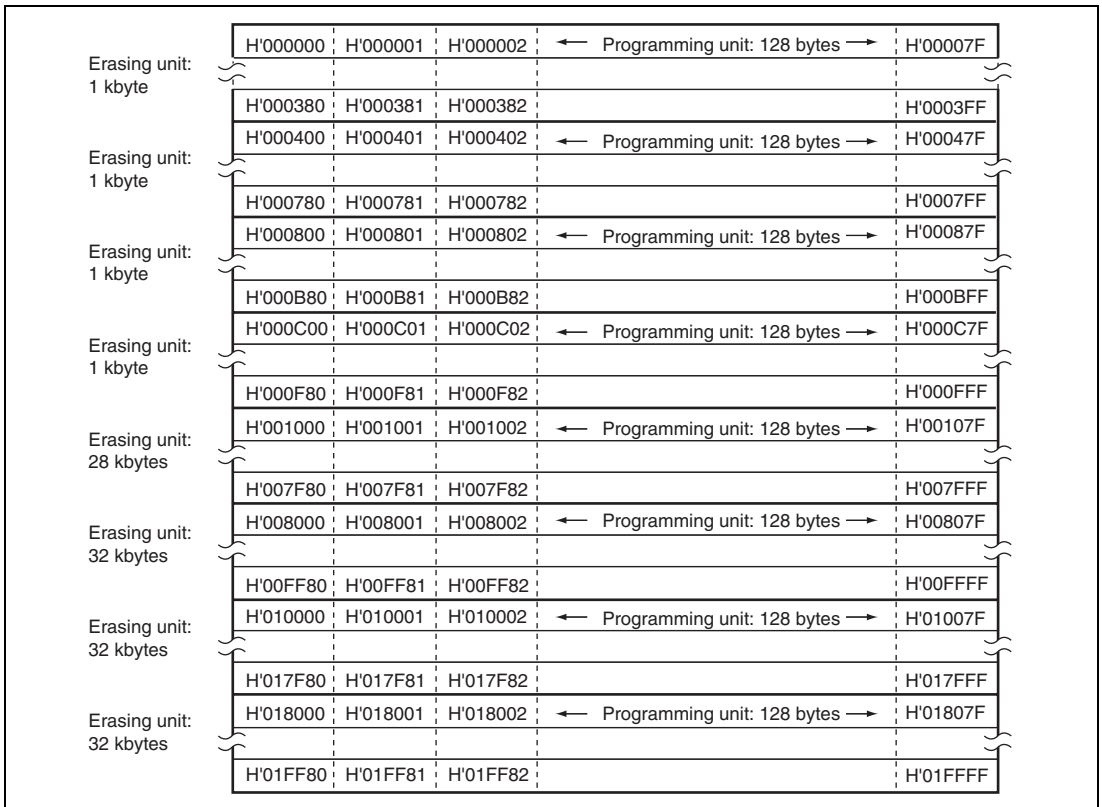 H'000000 H'000001 H'000002 ← Programming unit: 128 bytes → H'00007F
Erasing unit:
1 kbyte
H'000380 H'000381 H'000382 H'0003FF
H'000400 H'000401 H'000402 ← Programming unit: 128 bytes → H'00047F
Erasing unit:
1 kbyte
H'000780 H'000781 H'000782 H'0007FF
H'000800 H'000801 H'000802 ← Programming unit: 128 bytes → H'00087F
Erasing unit:
1 kbyte
H'000B80 H'000B81 H'000B82 H'000BFF
H'000C00 H'000C01 H'000C02 ← Programming unit: 128 bytes → H'000C7F
Erasing unit:
1 kbyte
H'000F80 H'000F81 H'000F82 H'000FFF
H'001000 H'001001 H'001002 ← Programming unit: 128 bytes → H'00107F
Erasing unit:
28 kbytes
H'007F80 H'007F81 H'007F82 H'007FFF
H'008000 H'008001 H'008002 ← Programming unit: 128 bytes → H'00807F
Erasing unit:
32 kbytes
H'00FF80 H'00FF81 H'00FF82 H'00FFFF
H'010000 H'010001 H'010002 ← Programming unit: 128 bytes → H'01007F
Erasing unit:
32 kbytes
H'017F80 H'017F81 H'017F82 H'017FFF
H'018000 H'018001 H'018002 ← Programming unit: 128 bytes → H'01807F
Erasing unit:
32 kbytes
H'01FF80 H'01FF81 H'01FF82 H'01FFFF